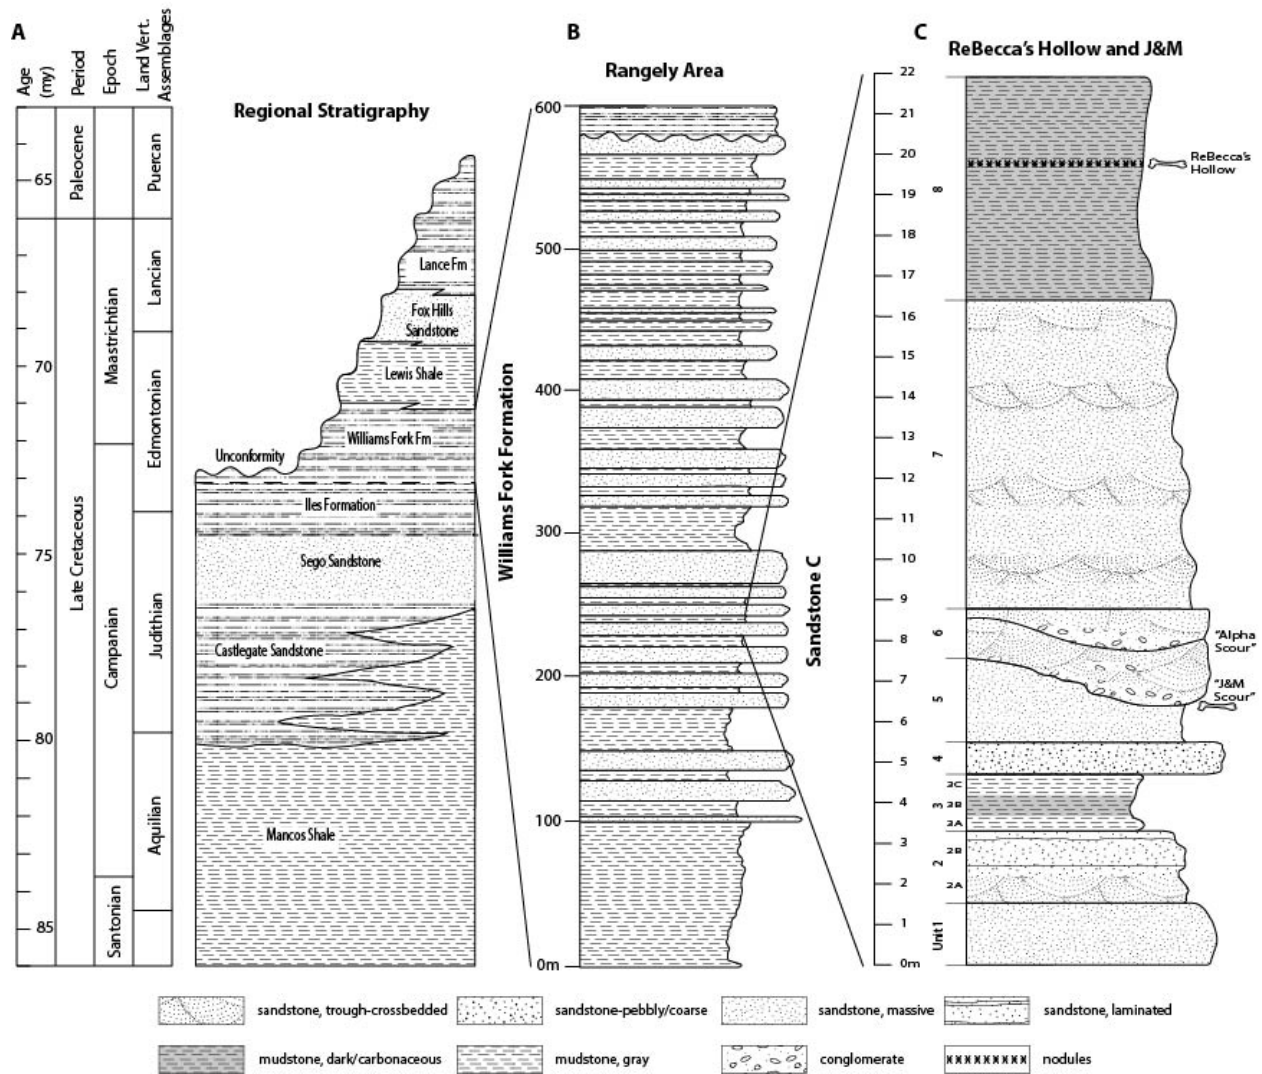 A
Age
(my)
Period
Epoch
Land Vert.
Assemblages
65
70
75
80
85
Paleocene
Late Cretaceous
Maastrichtian
Campanian
Santonian
Puercan
Lancian
Edmontonian
Judithian
Aquilian
Regional Stratigraphy
Lance Fm
Fox Hills
Sandstone
Lewis Shale
Williams Fork Fm
Unconformity
Iles Formation
Sego Sandstone
Castlegate Sandstone
Mancos Shale
B
Rangely Area
Williams Fork Formation
600
500
400
300
200
100
0m
C
ReBecca's Hollow and J&M
Sandstone C
22
21
20
19
18
17
16
15
14
13
12
11
10
9
8
7
6
5
4
3
2
1
0m
8
7
6
5
4
3
3C
3B
3A
2
2B
2A
Unit 1
ReBecca's
Hollow
"Alpha
Scour"
"J&M
Scour"
sandstone, trough-crossbedded
sandstone-pebbly/coarse
sandstone, massive
sandstone, laminated
mudstone, dark/carbonaceous
mudstone, gray
conglomerate
nodules